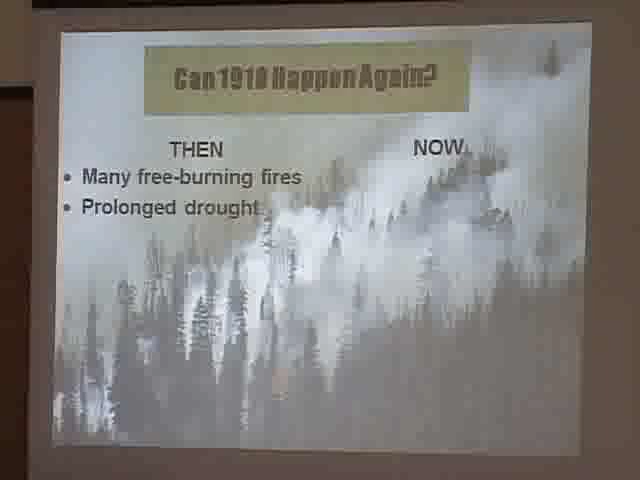 Can 1910 Happen Again?
THEN
NOW
• Many free-burning fires
• Prolonged drought